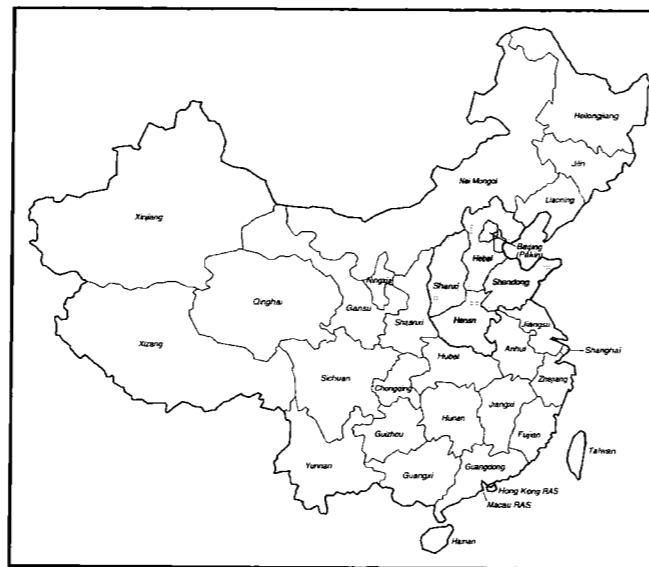 Heilongjiang
Jilin
Nei Mongol
Liaoning
Xinjiang
Beijing
(Pékin)
Hebei
Ningxia
Shanxi
Shandong
Qinghai
Gansu
Shaanxi
Henan
Jiangsu
Xizang
Anhui
Shanghai
Hubei
Sichuan
Chongqing
Zhejiang
Hunan
Jiangxi
Guizhou
Fujian
Taiwan
Yunnan
Guangxi
Guangdong
Hong Kong RAS
Macau RAS
Hainan